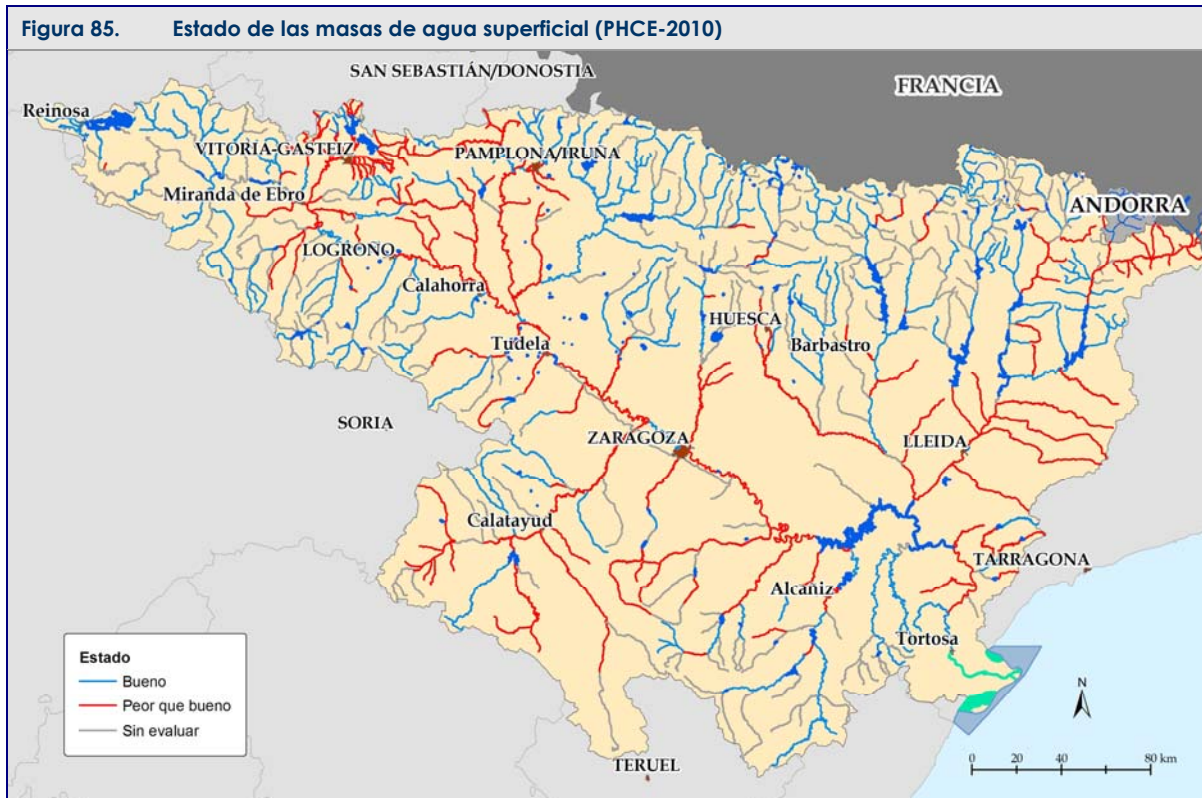 Figura 85. Estado de las masas de agua superficial (PHCE-2010)
SAN SEBASTIÁN/DONOSTIA
FRANCIA
Reinosa
VITORIA-GASTEIZ
PAMPLONA/IRUÑA
Miranda de Ebro
ANDORRA
LOGROÑO
Calahorra
HUESCA
Tudela
Barbastro
SORIA
ZARAGOZA
LLEIDA
Calatayud
TARRAGONA
Alcañiz
Tortosa
Estado
Bueno
Peor que bueno
Sin evaluar
N
TERUEL
0 20 40 80 km